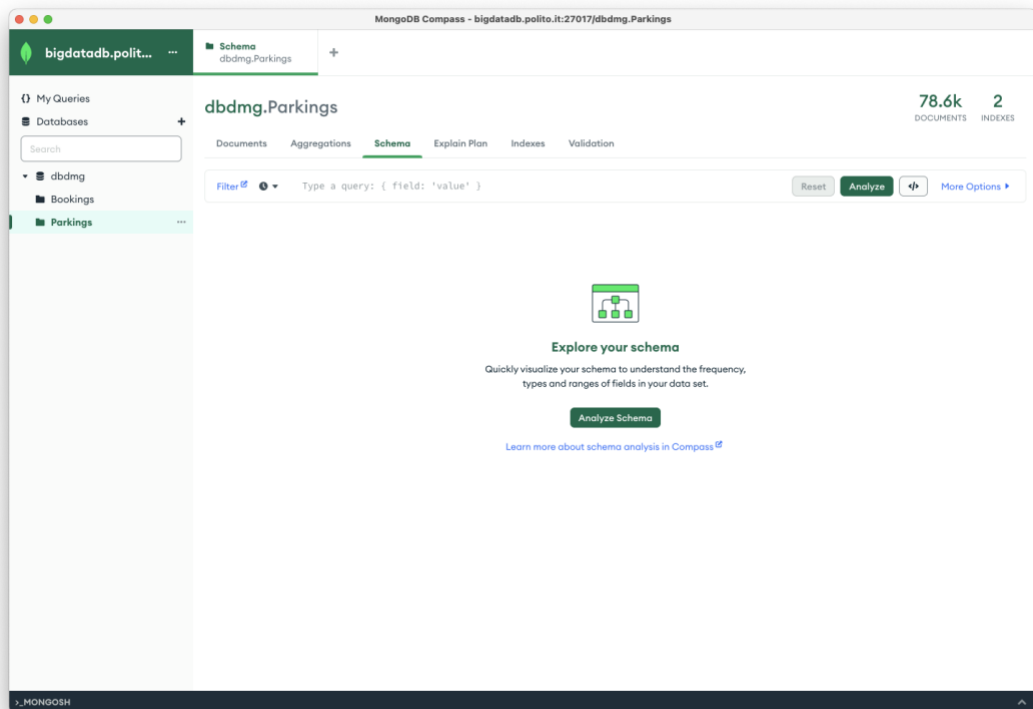 MongoDB Compass - bigdatadb.polito.it:27017/dbdmg.Parkings
bigdatadb.polit... ...
Schema
dbdmg.Parkings
+
{} My Queries
Databases +
Search
dbdmg
Bookings
Parkings ...
dbdmg.Parkings
78.6k 2
DOCUMENTS INDEXES
Documents Aggregations Schema Explain Plan Indexes Validation
Filter Type a query: { field: 'value' } Reset Analyze </> More Options
Explore your schema
Quickly visualize your schema to understand the frequency,
types and ranges of fields in your data set.
Analyze Schema
Learn more about schema analysis in Compass
>_MONGOSH